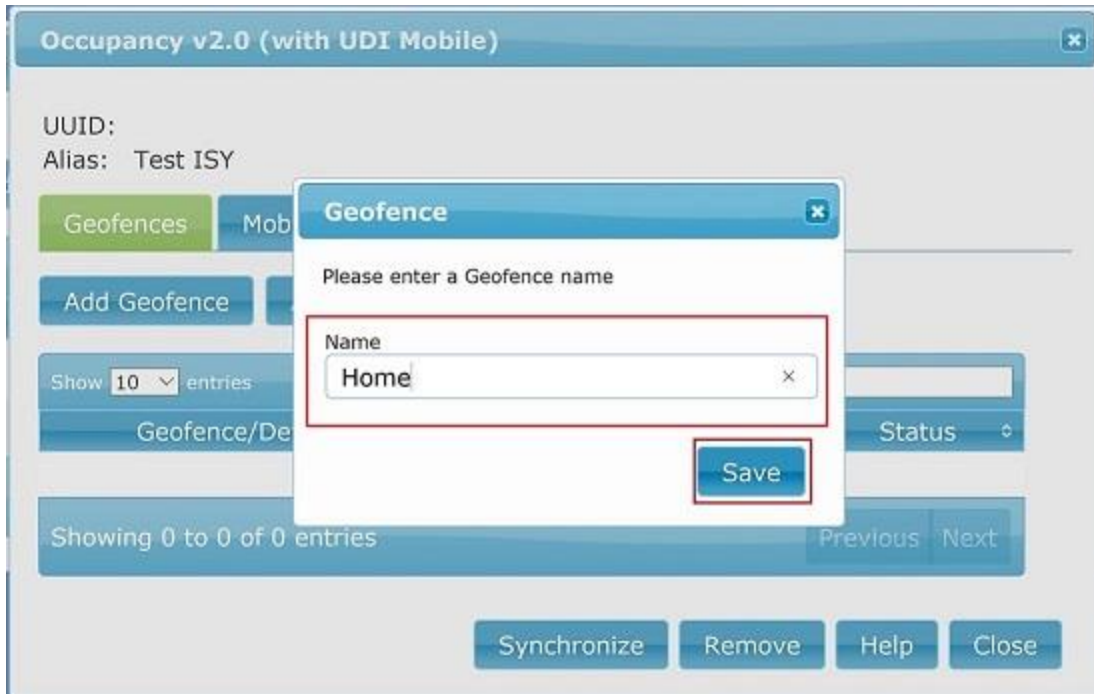 Occupancy v2.0 (with UDI Mobile)
UUID:
Alias: Test ISY
Geofences Mob
Geofence
Please enter a Geofence name
Add Geofence
Name
Home
Show 10 entries
Geofence/De Status
Save
Showing 0 to 0 of 0 entries Previous Next
Synchronize Remove Help Close